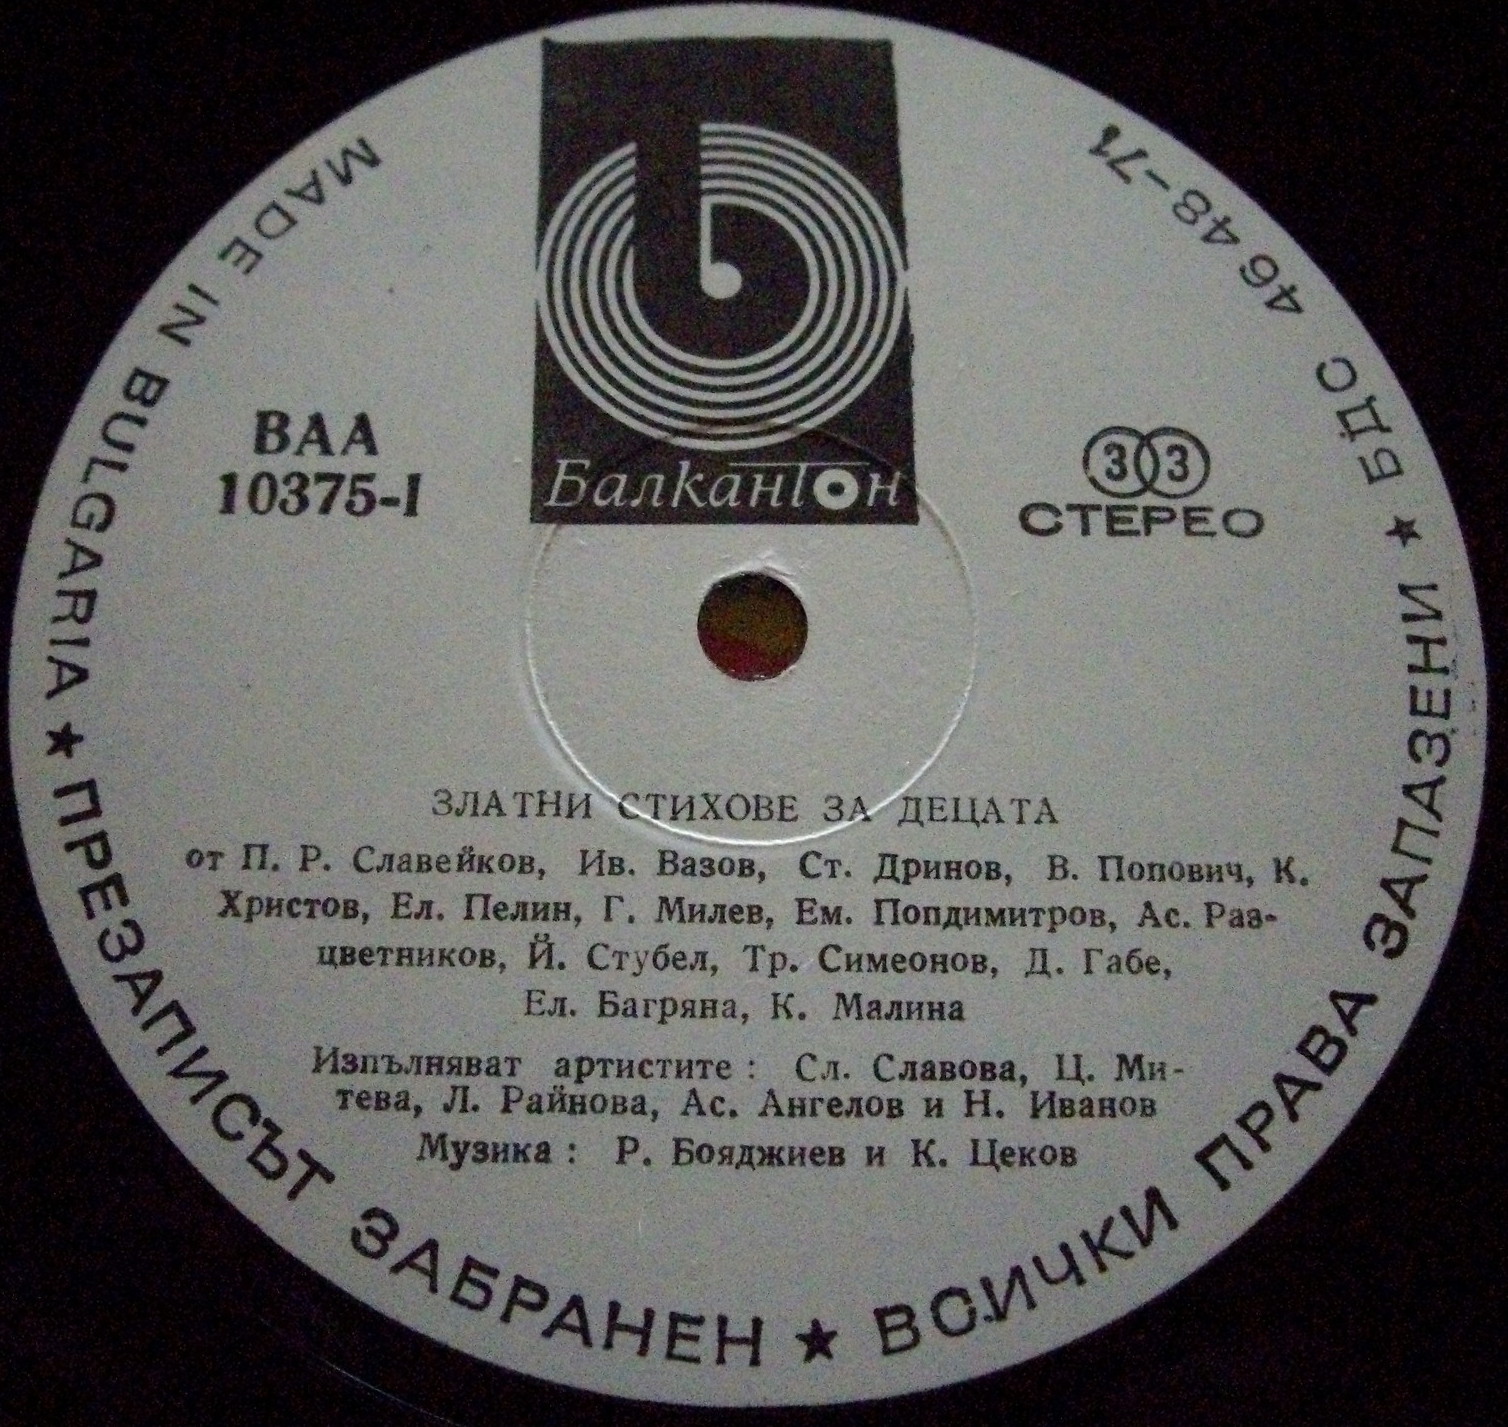 Балкантон
ВАА
10375-I
33
СТЕРЕО
ЗЛАТНИ СТИХОВЕ ЗА ДЕЦАТА
от П. Р. Славейков, Ив. Вазов, Ст. Дринов, В. Попович, К.
Христов, Ел. Пелин, Г. Милев, Ем. Попдимитров, Ас. Раз-
цветников, Й. Стубел, Тр. Симеонов, Д. Габе,
Ел. Багряна, К. Малина
Изпълняват артистите : Сл. Славова, Ц. Ми-
тева, Л. Райнова, Ас. Ангелов и Н. Иванов
Музика : Р. Бояджиев и К. Цеков
MADE IN BULGARIA ★ ПРЕЗАПИСЪТ ЗАБРАНЕН ★ ВСИЧКИ ПРАВА ЗАПАЗЕНИ ★ БДС 4648-71